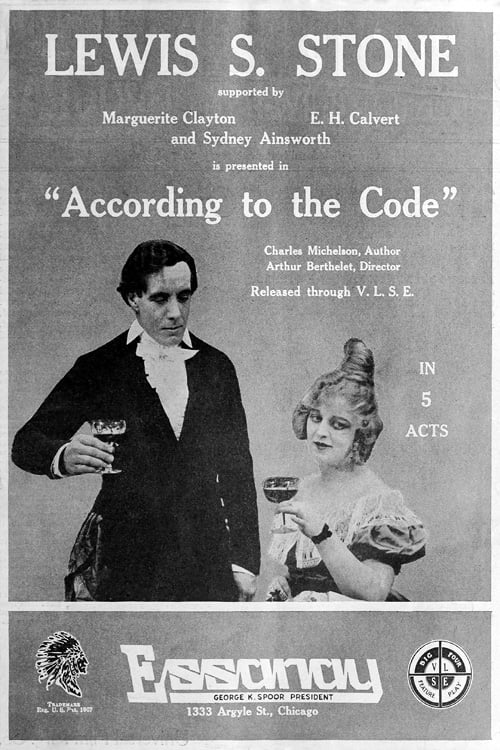 LEWIS S. STONE
supported by
Marguerite Clayton E. H. Calvert
and Sydney Ainsworth
is presented in
“According to the Code”
Charles Michelson, Author
Arthur Berthelet, Director
Released through V. L. S. E.
IN
5
ACTS
Essanay
GEORGE K. SPOOR PRESIDENT
1333 Argyle St., Chicago
TRADEMARK
Reg. U. S. Pat. 1907
BIG FOUR
V L
S E
FEATURE PLAY